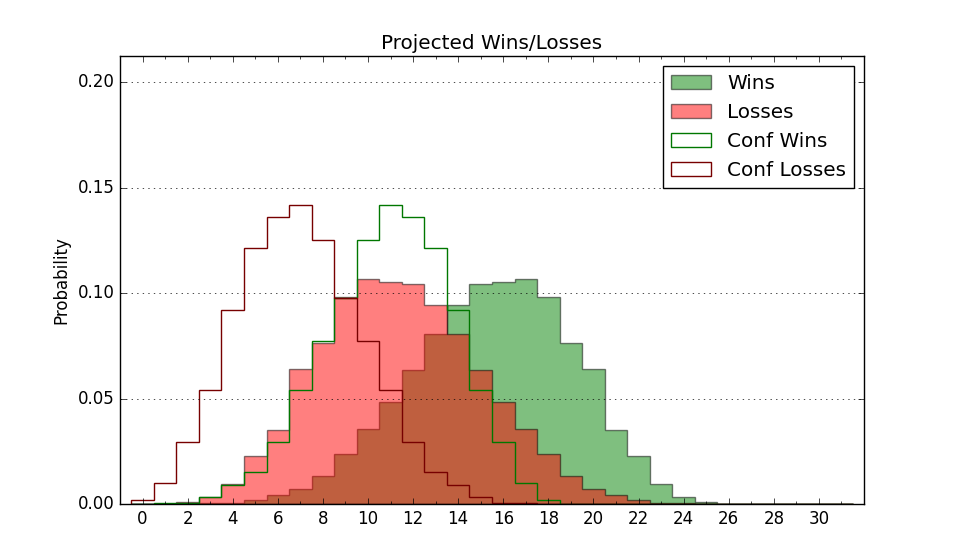 Projected Wins/Losses
0.20
0.15
0.10
0.05
0.00
Probability
Wins
Losses
Conf Wins
Conf Losses
0 2 4 6 8 10 12 14 16 18 20 22 24 26 28 30